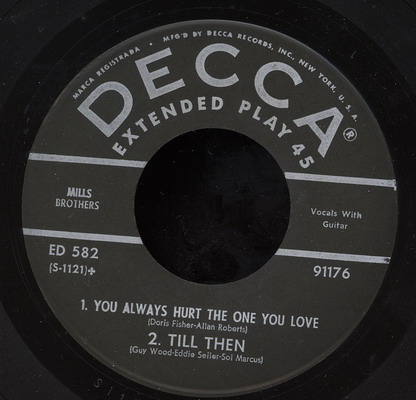 MARCA REGISTRADA • MFG'D BY DECCA RECORDS, INC., NEW YORK, U. S. A.
DECCA®
EXTENDED PLAY 45
MILLS
BROTHERS
Vocals With
Guitar
ED 582
(S-1121)+
91176
1. YOU ALWAYS HURT THE ONE YOU LOVE
(Doris Fisher-Allan Roberts)
2. TILL THEN
(Guy Wood-Eddie Seiler-Sol Marcus)